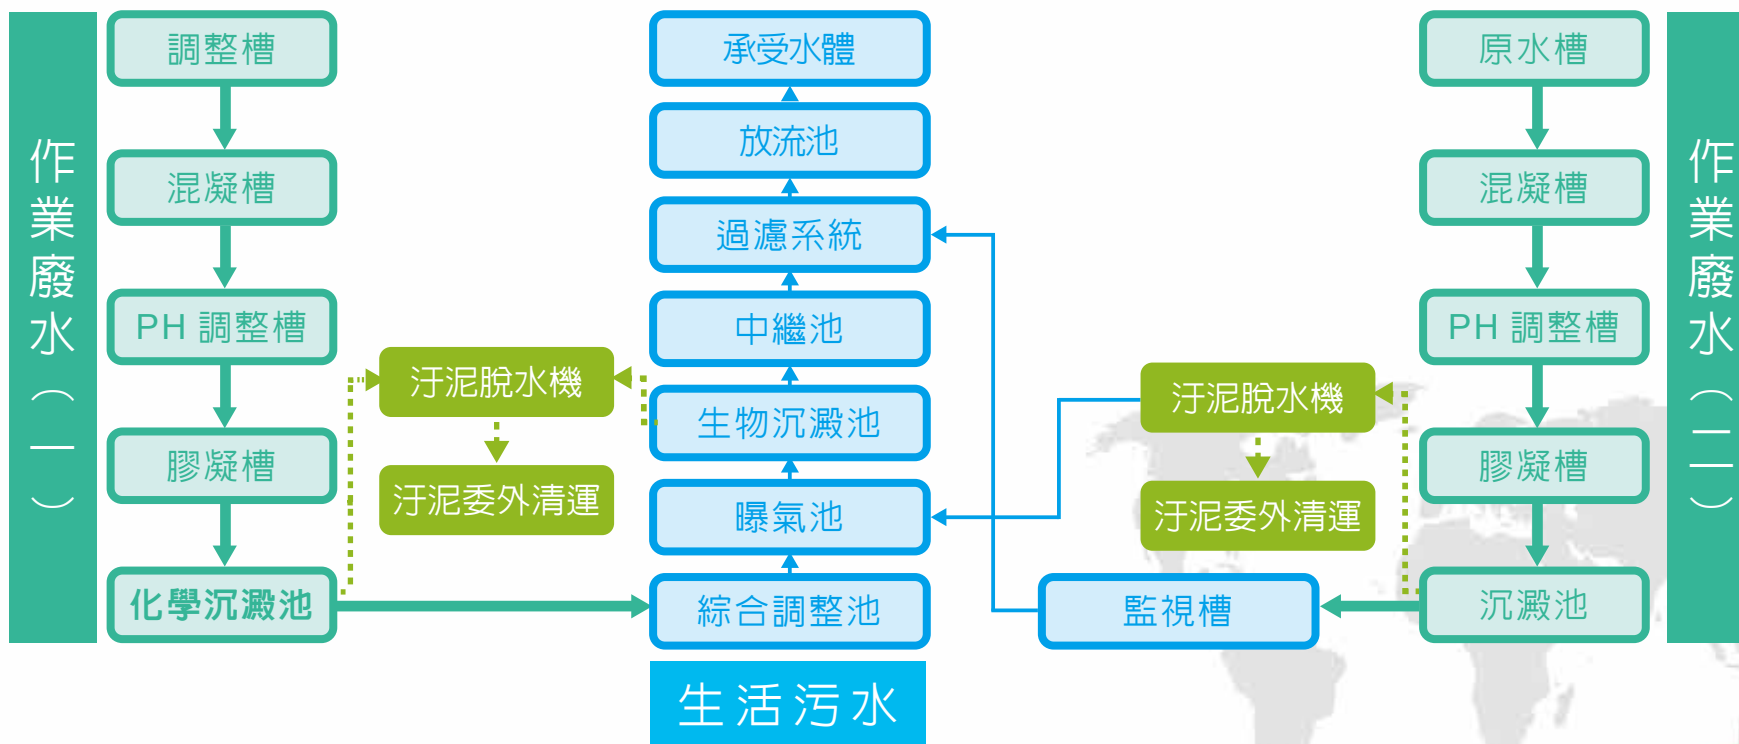 作業廢水（一）
調整槽
混凝槽
PH 調整槽
膠凝槽
化學沉澱池
汙泥脫水機
汙泥委外清運
承受水體
放流池
過濾系統
中繼池
生物沉澱池
曝氣池
綜合調整池
生活污水
汙泥脫水機
汙泥委外清運
監視槽
原水槽
混凝槽
PH 調整槽
膠凝槽
沉澱池
作業廢水（二）